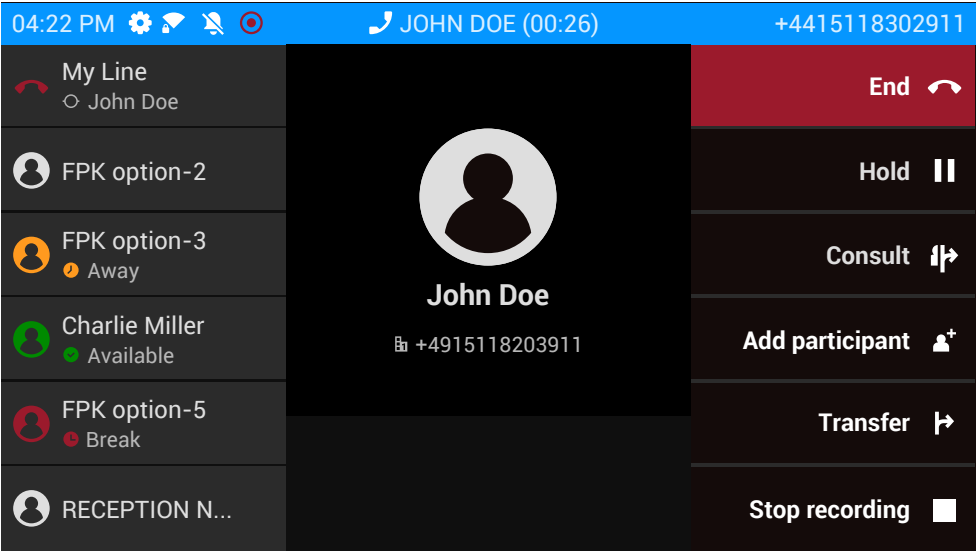 04:22 PM JOHN DOE (00:26) +4415118302911
My Line
John Doe
FPK option-2
FPK option-3
Away
Charlie Miller
Available
FPK option-5
Break
RECEPTION N...
John Doe
+4915118203911
End
Hold
Consult
Add participant
Transfer
Stop recording